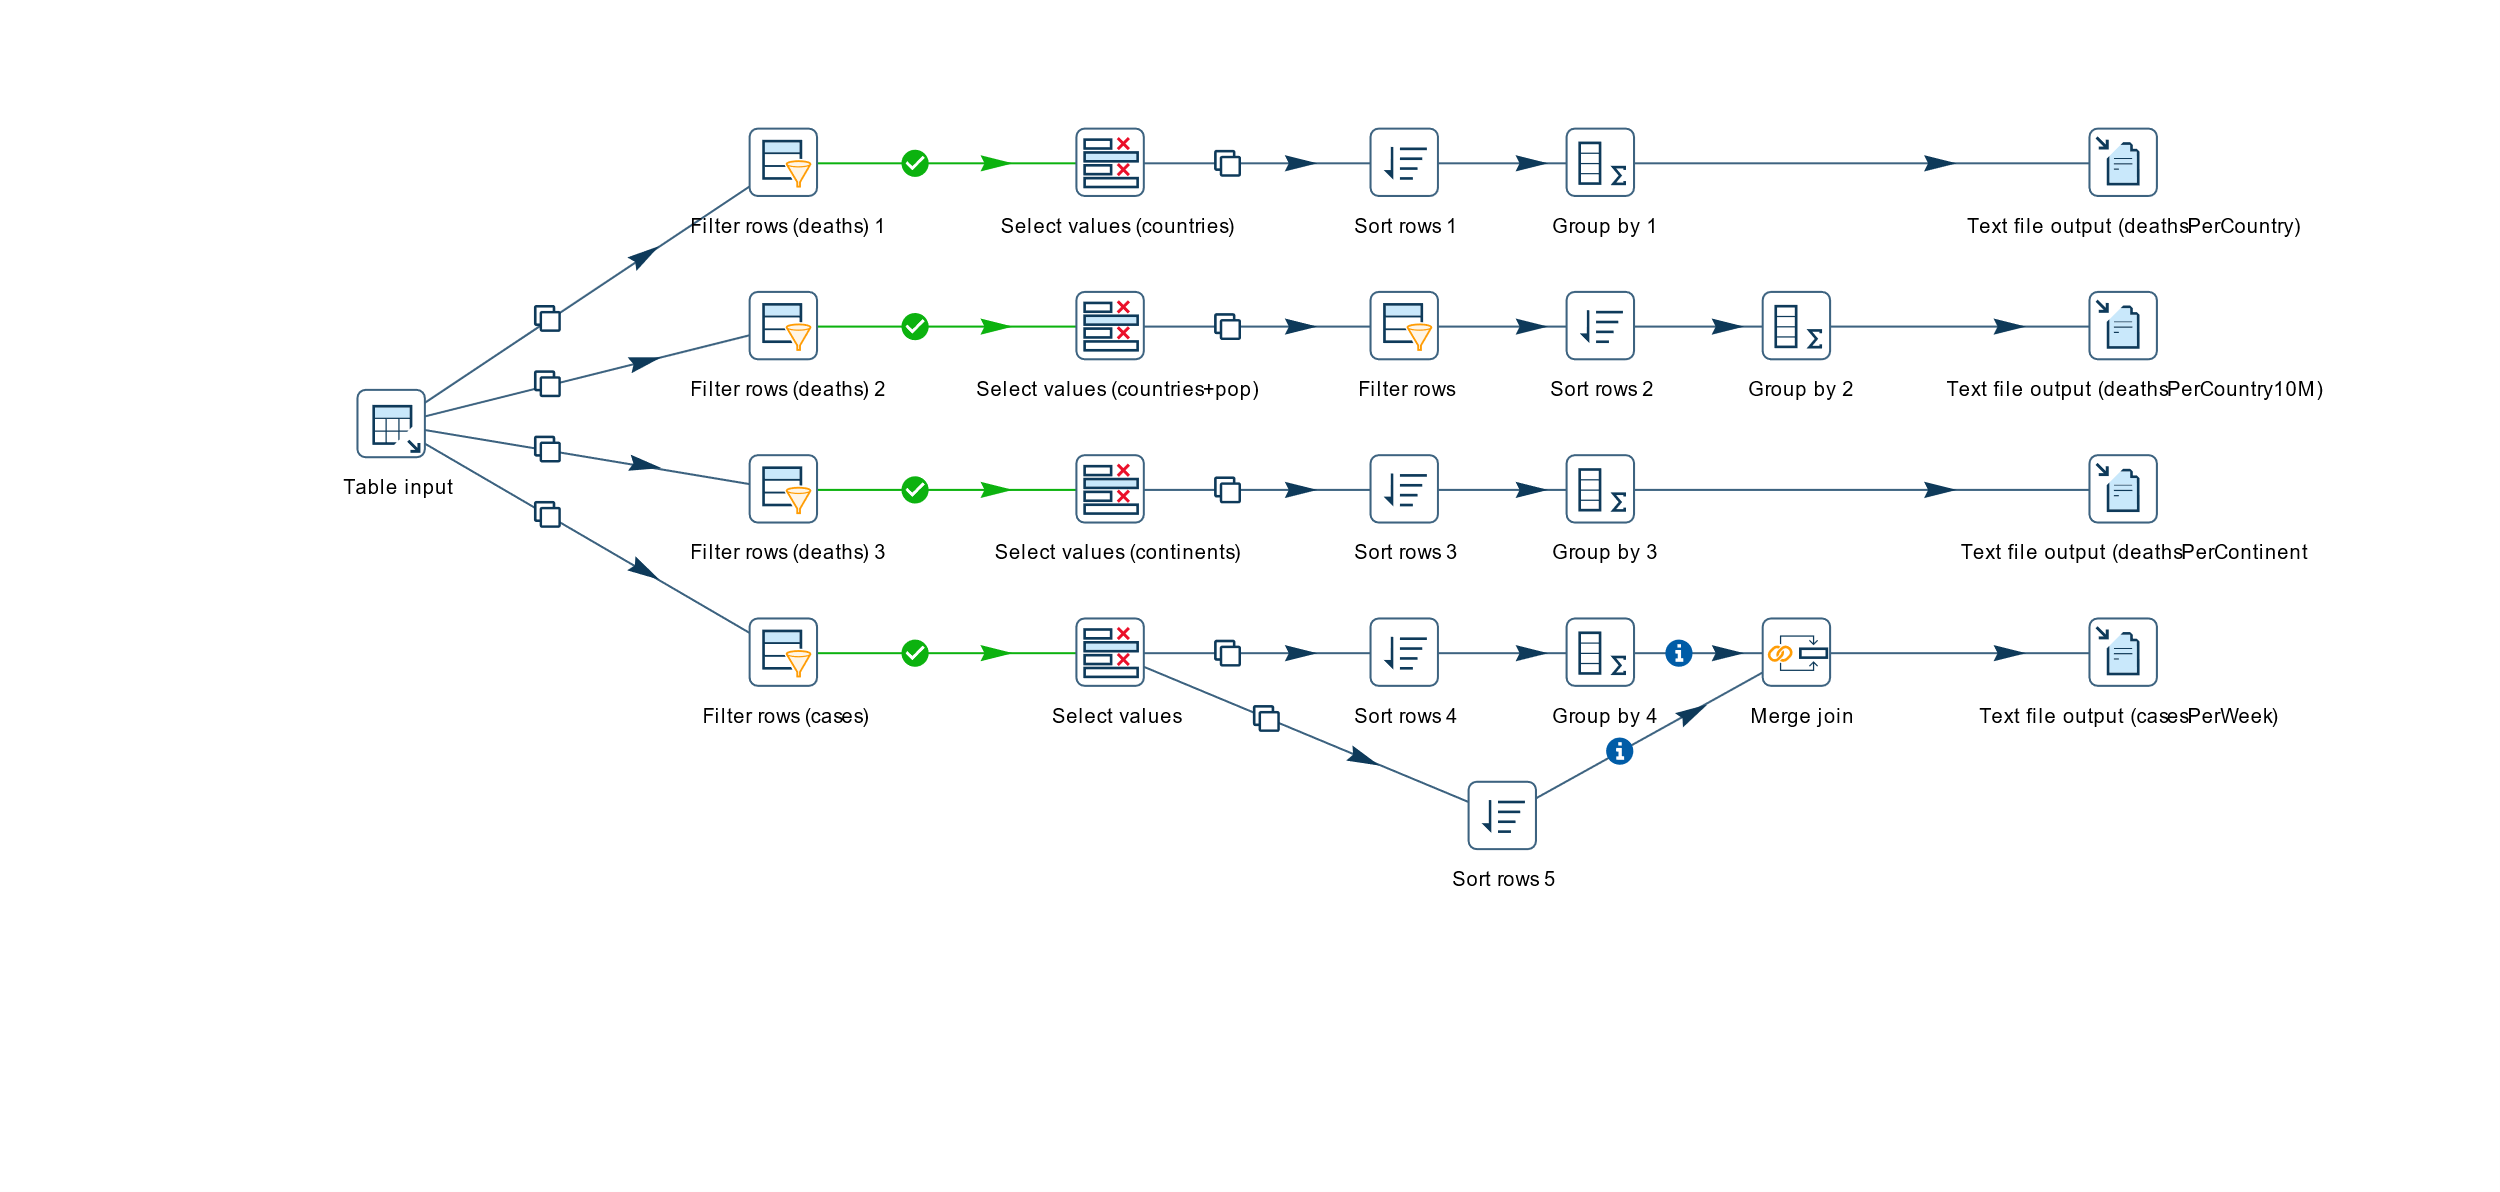 Filter rows (deaths) 1
Select values (countries)
Sort rows 1
Group by 1
Text file output (deathsPerCountry)
Filter rows (deaths) 2
Select values (countries+pop)
Filter rows
Sort rows 2
Group by 2
Text file output (deathsPerCountry10M)
Table input
Filter rows (deaths) 3
Select values (continents)
Sort rows 3
Group by 3
Text file output (deathsPerContinent
Filter rows (cases)
Select values
Sort rows 4
Group by 4
Merge join
Text file output (casesPerWeek)
Sort rows 5